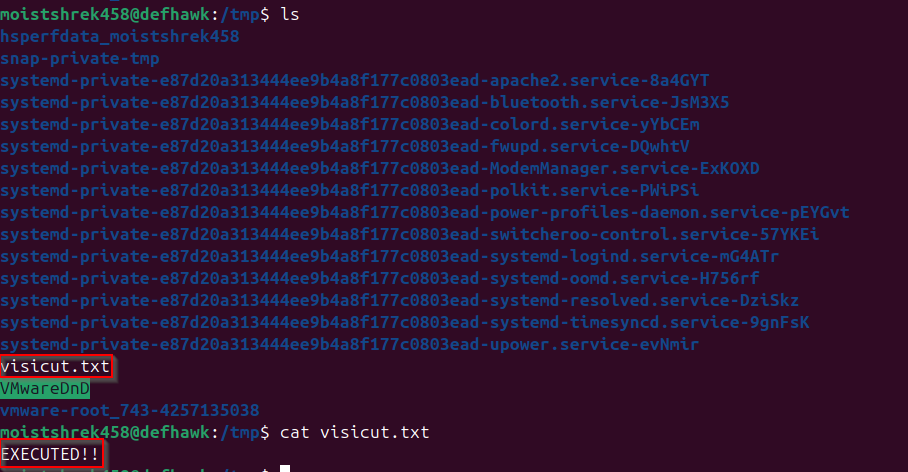 moistshrek458@defhawk:/tmp$ ls
hsperfdata_moistshrek458
snap-private-tmp
systemd-private-e87d20a313444ee9b4a8f177c0803ead-apache2.service-8a4GYT
systemd-private-e87d20a313444ee9b4a8f177c0803ead-bluetooth.service-JsM3X5
systemd-private-e87d20a313444ee9b4a8f177c0803ead-colord.service-yYbCEm
systemd-private-e87d20a313444ee9b4a8f177c0803ead-fwupd.service-DQwhtV
systemd-private-e87d20a313444ee9b4a8f177c0803ead-ModemManager.service-ExKOXD
systemd-private-e87d20a313444ee9b4a8f177c0803ead-polkit.service-PWiPSi
systemd-private-e87d20a313444ee9b4a8f177c0803ead-power-profiles-daemon.service-pEYGvt
systemd-private-e87d20a313444ee9b4a8f177c0803ead-switcheroo-control.service-57YKEi
systemd-private-e87d20a313444ee9b4a8f177c0803ead-systemd-logind.service-mG4ATr
systemd-private-e87d20a313444ee9b4a8f177c0803ead-systemd-oomd.service-H756rf
systemd-private-e87d20a313444ee9b4a8f177c0803ead-systemd-resolved.service-DziSkz
systemd-private-e87d20a313444ee9b4a8f177c0803ead-systemd-timesyncd.service-9gnFsK
systemd-private-e87d20a313444ee9b4a8f177c0803ead-upower.service-evNmir
visicut.txt
VMwareDnD
vmware-root_743-4257135038
moistshrek458@defhawk:/tmp$ cat visicut.txt
EXECUTED!!